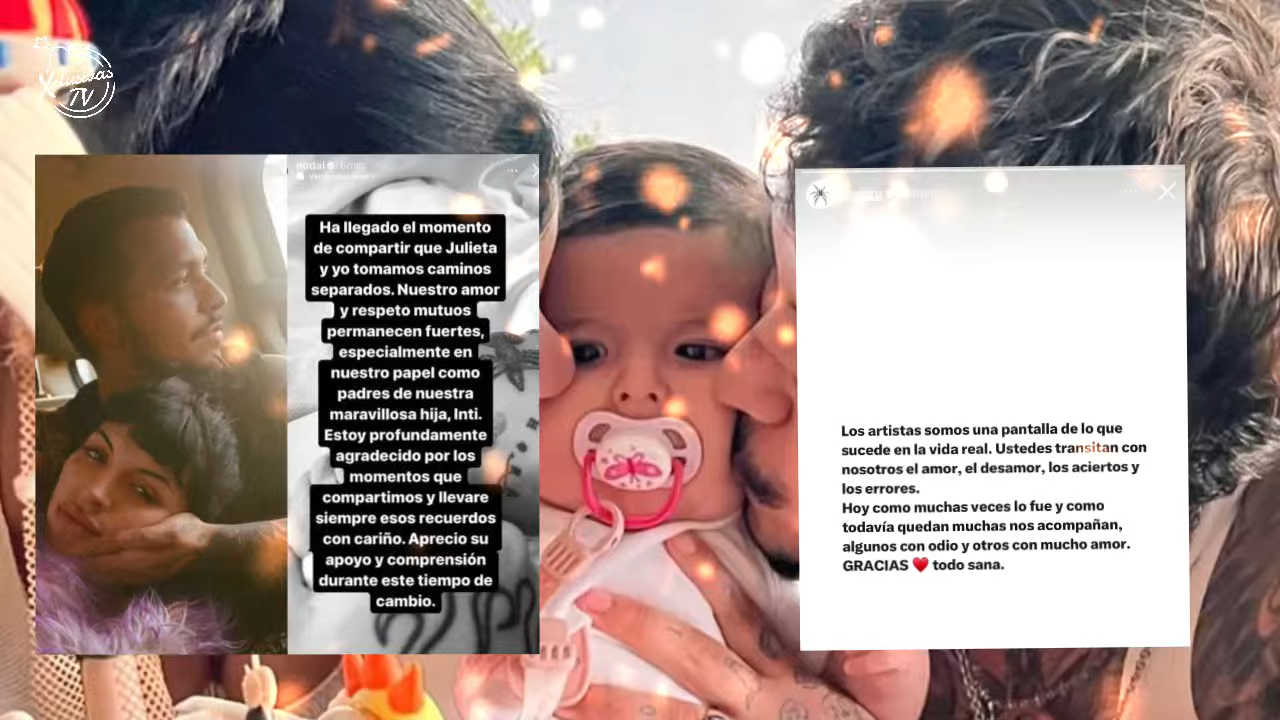 Xclusivas
TV
nodal
Ha llegado el momento
de compartir que Julieta
y yo tomamos caminos
separados. Nuestro amor
y respeto mutuos
permanecen fuertes,
especialmente en
nuestro papel como
padres de nuestra
maravillosa hija, Inti.
Estoy profundamente
agradecido por los
momentos que
compartimos y llevare
siempre esos recuerdos
con cariño. Aprecio su
apoyo y comprensión
durante este tiempo de
cambio.
Los artistas somos una pantalla de lo que
sucede en la vida real. Ustedes transitan con
nosotros el amor, el desamor, los aciertos y
los errores.
Hoy como muchas veces lo fue y como
todavía quedan muchas nos acompañan,
algunos con odio y otros con mucho amor.
GRACIAS ❤️ todo sana.